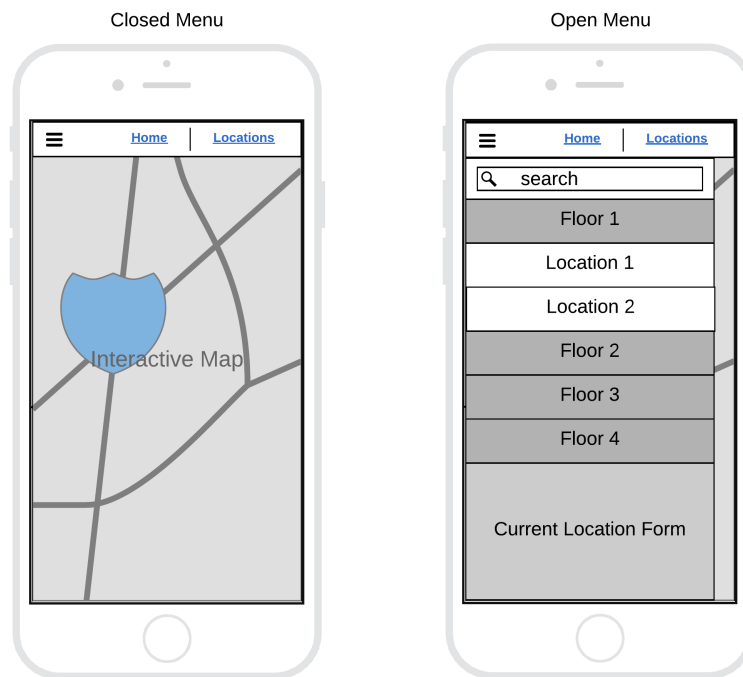 Closed Menu
Home
Locations
Interactive Map
Open Menu
Home
Locations
search
Floor 1
Location 1
Location 2
Floor 2
Floor 3
Floor 4
Current Location Form